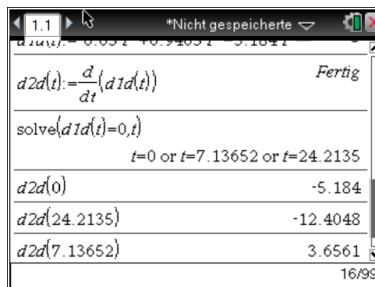 1.1 *Nicht gespeicherte
d2d(t):=d/dt(d1d(t)) Fertig
solve(d1d(t)=0,t)
t=0 or t=7.13652 or t=24.2135
d2d(0) -5.184
d2d(24.2135) -12.4048
d2d(7.13652) 3.6561
16/99